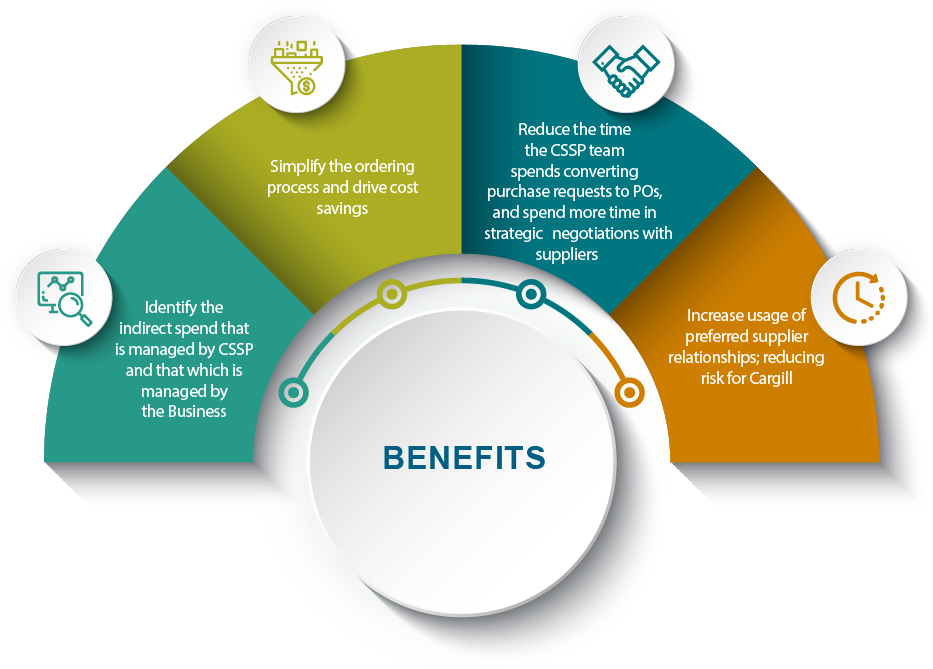 Identify the
indirect spend that
is managed by CSSP
and that which is
managed by
the Business
Simplify the ordering
process and drive cost
savings
Reduce the time
the CSSP team
spends converting
purchase requests to POs,
and spend more time in
strategic negotiations with
suppliers
Increase usage of
preferred supplier
relationships; reducing
risk for Cargill
BENEFITS